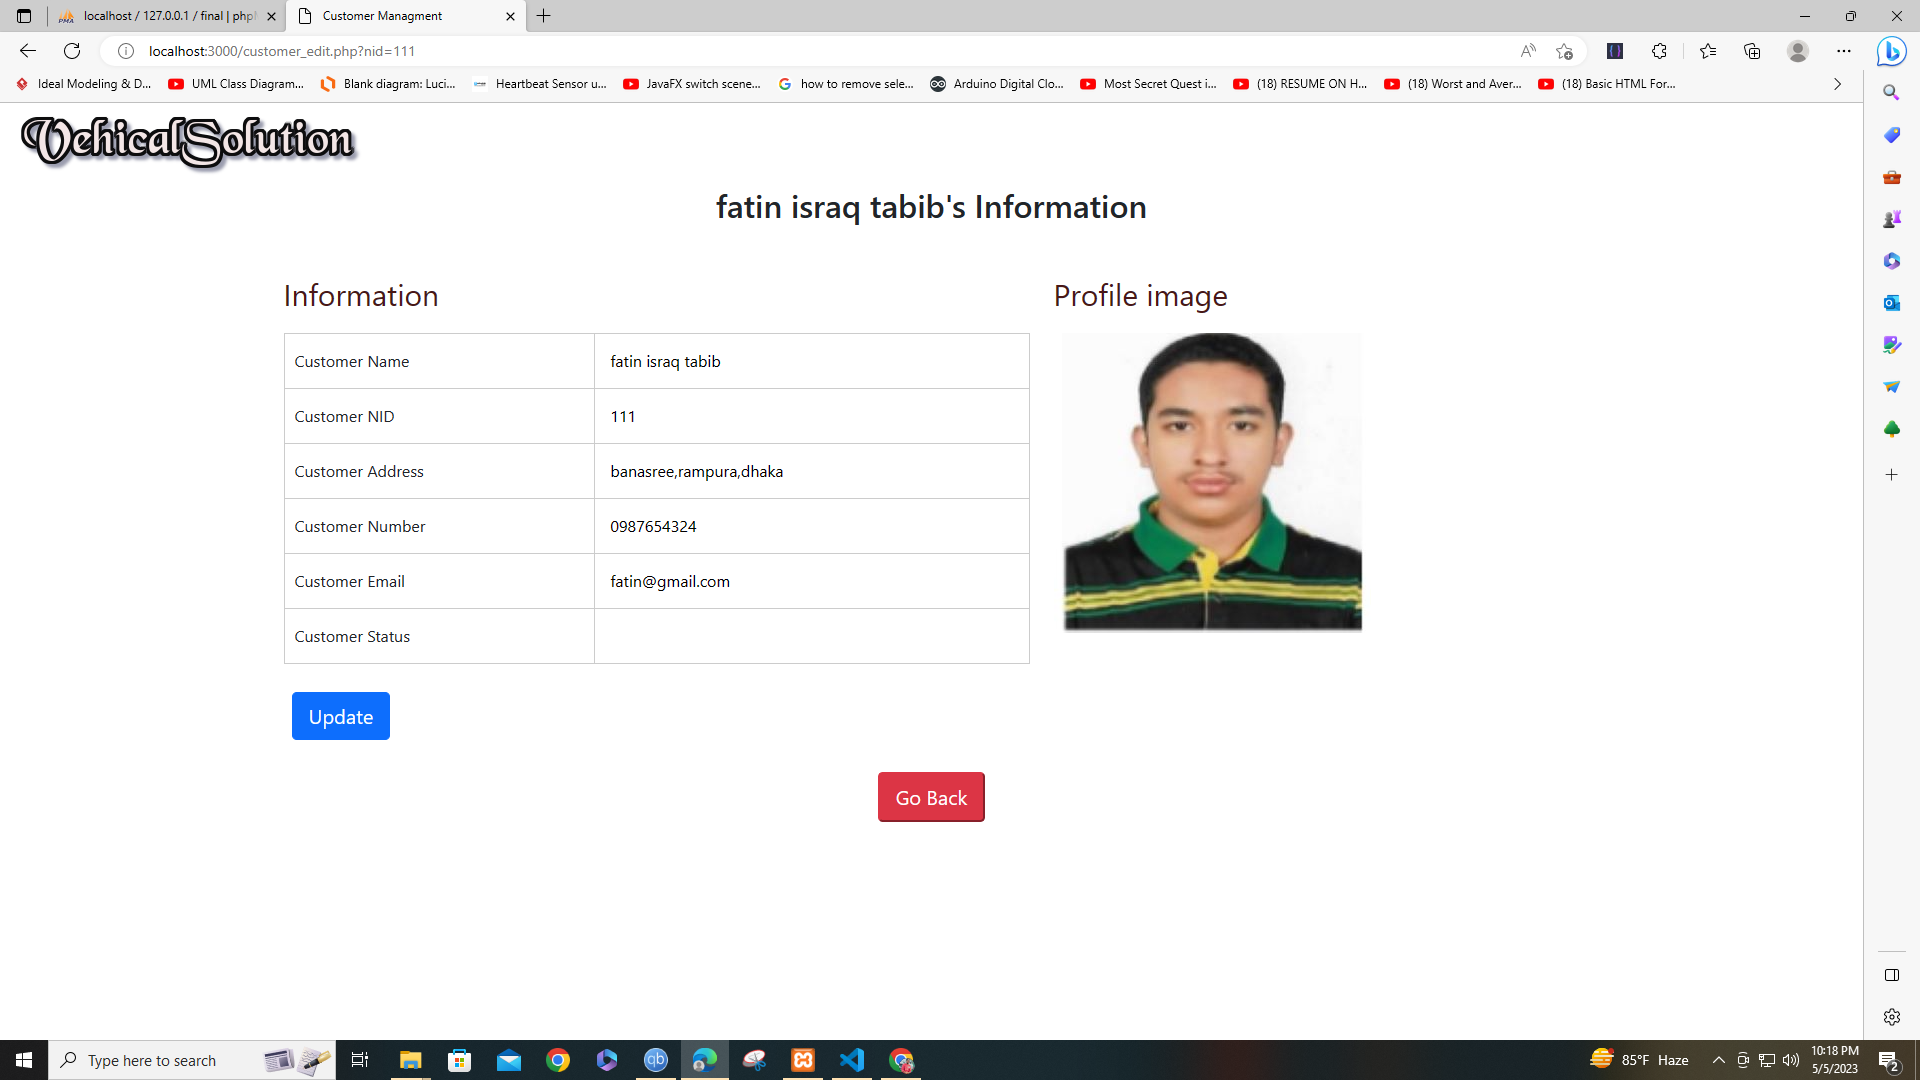 localhost / 127.0.0.1 / final | phpM
Customer Managment
localhost:3000/customer_edit.php?nid=111
Ideal Modeling & D...
UML Class Diagram...
Blank diagram: Luci...
Heartbeat Sensor u...
JavaFX switch scene...
how to remove sele...
Arduino Digital Clo...
Most Secret Quest i...
(18) RESUME ON H...
(18) Worst and Aver...
(18) Basic HTML For...
VehicalSolution
fatin israq tabib's Information
Information
Profile image
Customer Name fatin israq tabib
Customer NID 111
Customer Address banasree,rampura,dhaka
Customer Number 0987654324
Customer Email fatin@gmail.com
Customer Status
Update
Go Back
Type here to search
85°F Haze
10:18 PM
5/5/2023
2